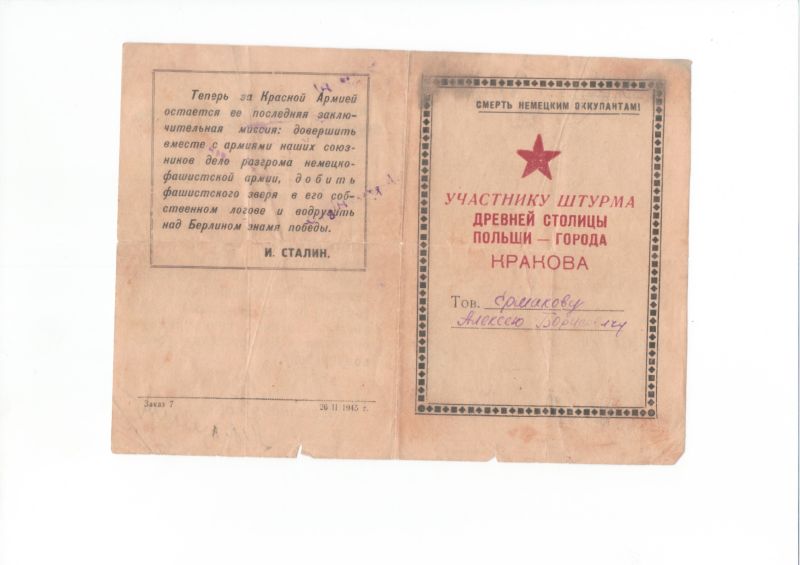 Теперь за Красной Армией
остается ее последняя заклю-
чительная миссия: довершить
вместе с армиями наших союз-
ников дело разгрома немецко-
фашистской армии, добить
фашистского зверя в его соб-
ственном логове и водрузить
над Берлином знамя победы.
И. СТАЛИН.
Заказ 7
26 II 1945 г.
СМЕРТЬ НЕМЕЦКИМ ОККУПАНТАМ!
УЧАСТНИКУ ШТУРМА
ДРЕВНЕЙ СТОЛИЦЫ
ПОЛЬШИ — ГОРОДА
КРАКОВА
Тов. Ермакову
Алексею Борисовичу